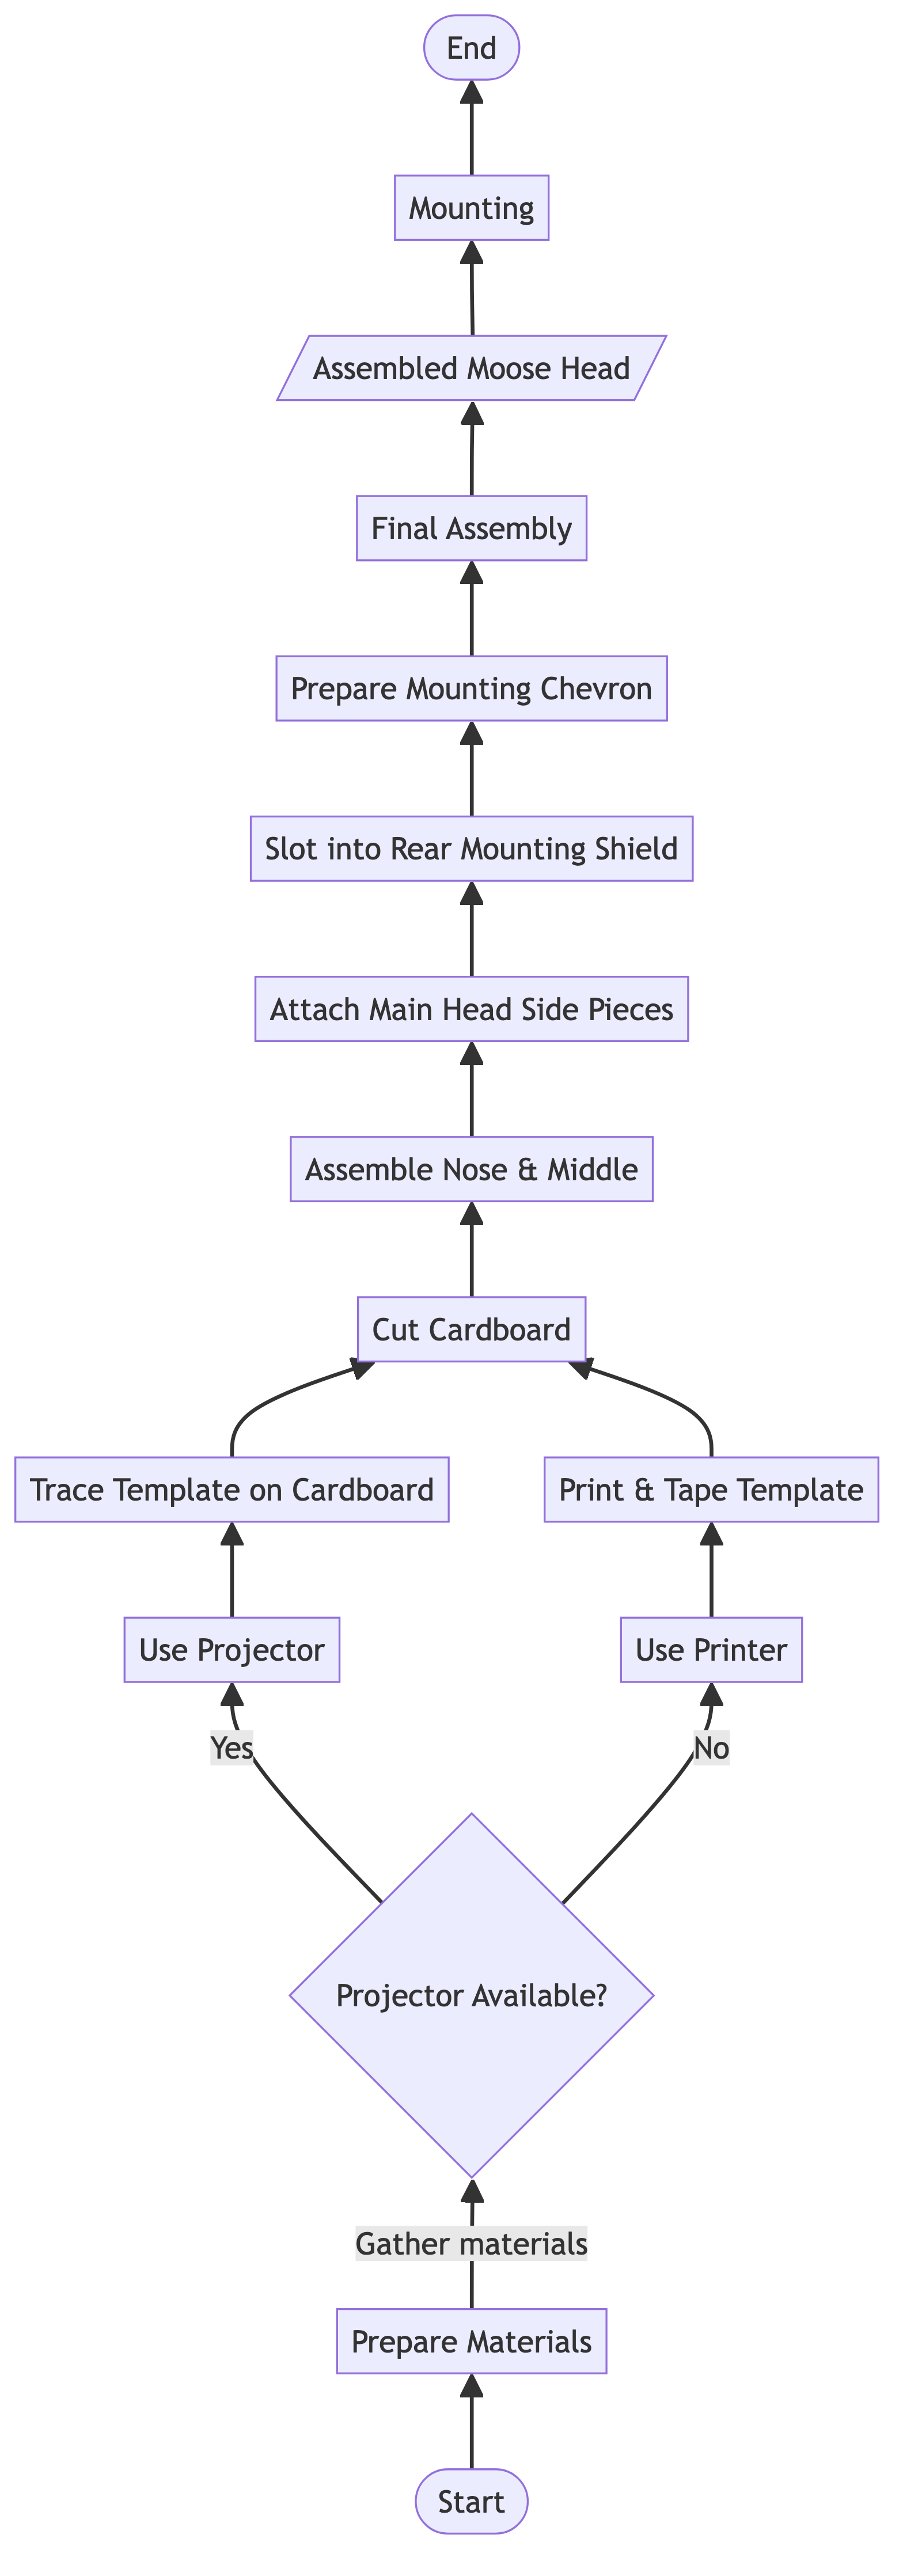 End
Mounting
Assembled Moose Head
Final Assembly
Prepare Mounting Chevron
Slot into Rear Mounting Shield
Attach Main Head Side Pieces
Assemble Nose & Middle
Cut Cardboard
Trace Template on Cardboard
Print & Tape Template
Use Projector
Use Printer
Yes
No
Projector Available?
Gather materials
Prepare Materials
Start